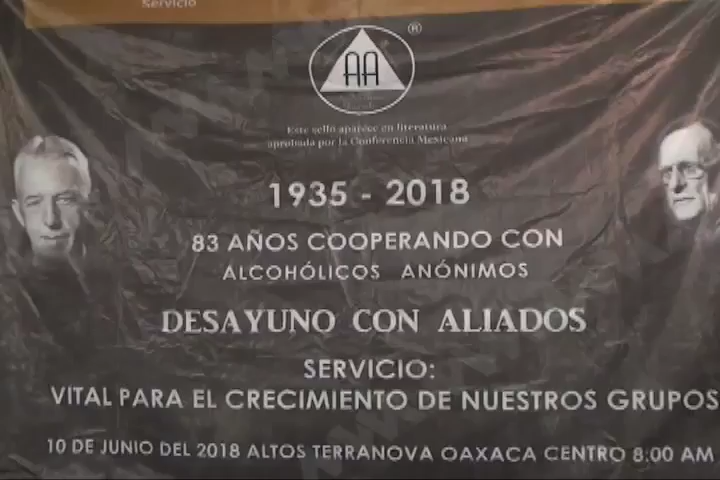 Servicio
AA
®
Este sello aparece en literatura
aprobada por la Conferencia Mexicana
1935 - 2018
83 AÑOS COOPERANDO CON
ALCOHÓLICOS ANÓNIMOS
DESAYUNO CON ALIADOS
SERVICIO:
VITAL PARA EL CRECIMIENTO DE NUESTROS GRUPOS
10 DE JUNIO DEL 2018 ALTOS TERRANOVA OAXACA CENTRO 8:00 AM